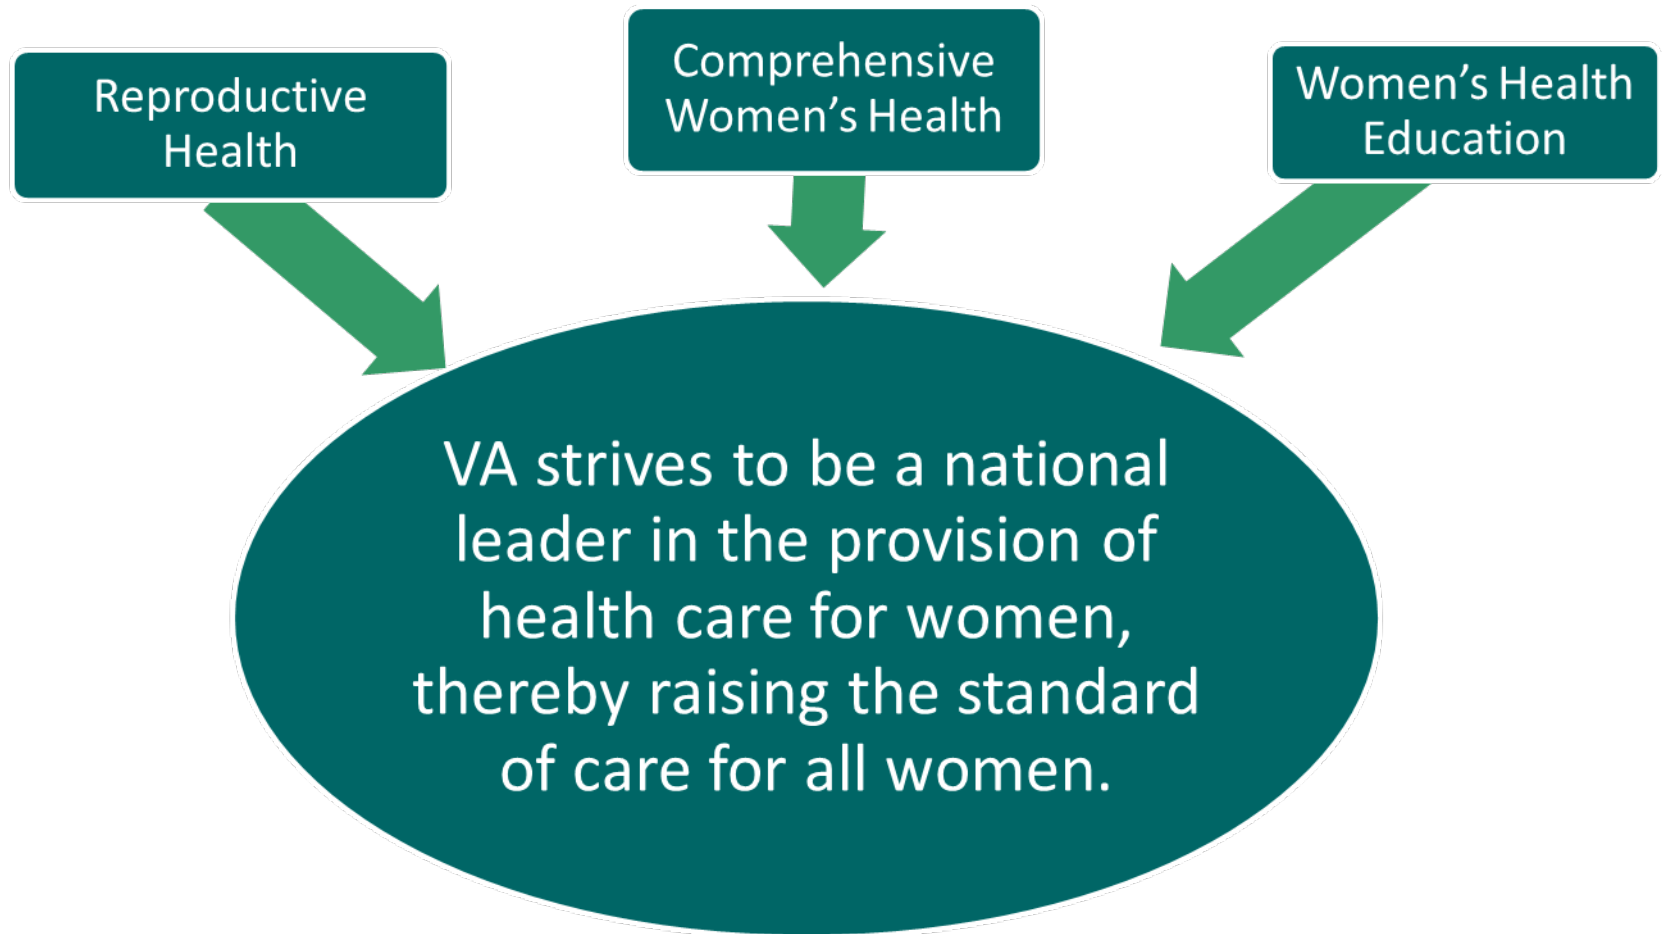 Reproductive
Health
Comprehensive
Women’s Health
Women’s Health
Education
VA strives to be a national
leader in the provision of
health care for women,
thereby raising the standard
of care for all women.